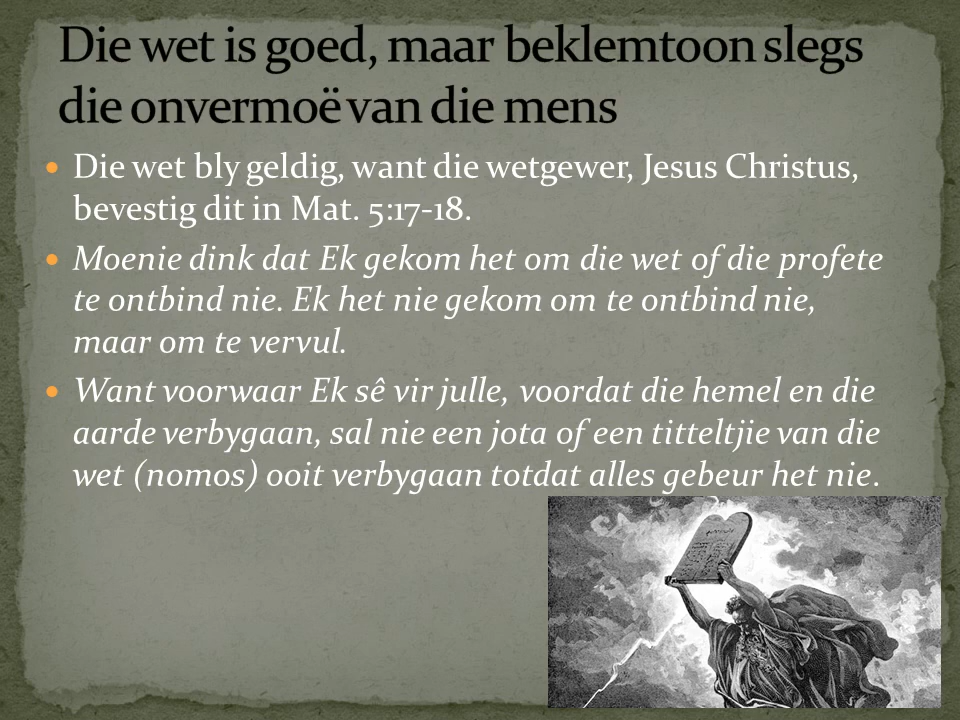 Die wet is goed, maar beklemtoon slegs
die onvermoë van die mens
Die wet bly geldig, want die wetgewer, Jesus Christus,
bevestig dit in Mat. 5:17-18.
Moenie dink dat Ek gekom het om die wet of die profete
te ontbind nie. Ek het nie gekom om te ontbind nie,
maar om te vervul.
Want voorwaar Ek sê vir julle, voordat die hemel en die
aarde verbygaan, sal nie een jota of een titteltjie van die
wet (nomos) ooit verbygaan totdat alles gebeur het nie.